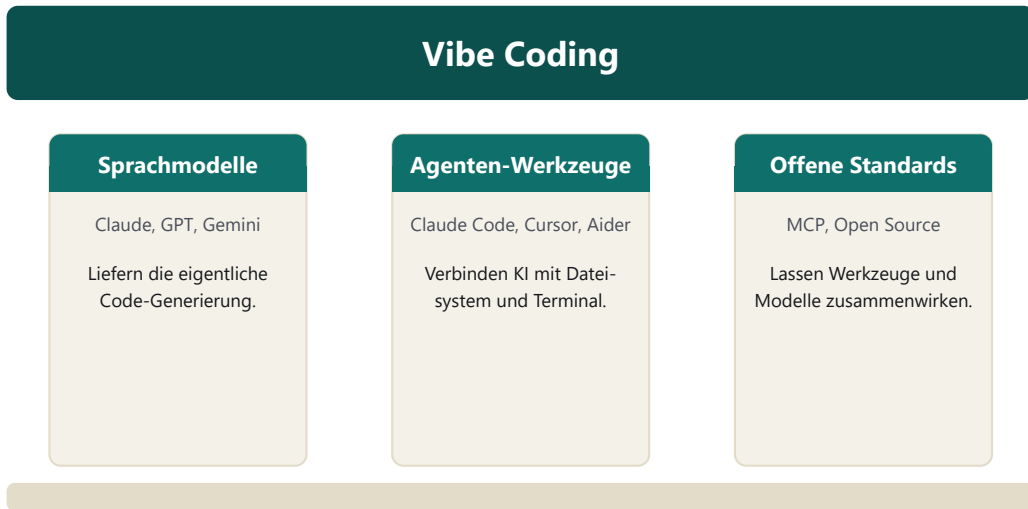 Vibe Coding
Sprachmodelle
Claude, GPT, Gemini
Liefern die eigentliche
Code-Generierung.
Agenten-Werkzeuge
Claude Code, Cursor, Aider
Verbinden KI mit Datei-
system und Terminal.
Offene Standards
MCP, Open Source
Lassen Werkzeuge und
Modelle zusammenwirken.